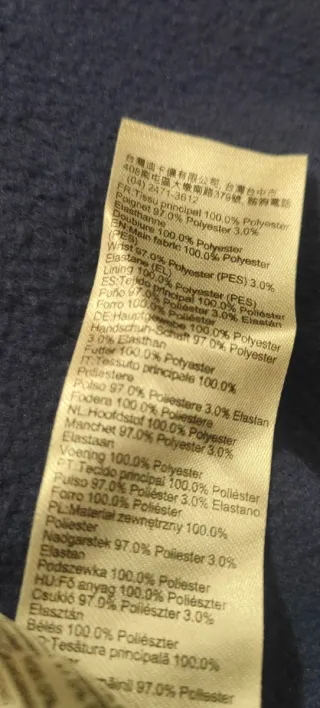 台灣迪卡儂有限公司, 台灣台中市
408南屯區大墩南路379號, 諮詢電話
(04) 2471-3612
FR:Tissu principal 100.0% Polyester
Poignet 97.0% Polyester 3.0%
Élasthanne
Doublure 100.0% Polyester
EN:Main fabric 100.0% Polyester
(PES)
Wrist 97.0% Polyester (PES) 3.0%
Elastane (EL)
Lining 100.0% Polyester (PES)
ES:Tejido principal 100.0% Poliéster
Puño 97.0% Poliéster 3.0% Elastán
Forro 100.0% Poliéster
DE:Hauptgewebe 100.0% Polyester
Handschuh-Schaft 97.0% Polyester
3.0% Elasthan
Futter 100.0% Polyester
IT:Tessuto principale 100.0%
Poliestere
Polso 97.0% Poliestere 3.0% Elastan
Fodera 100.0% Poliestere
NL:Hoofdstof 100.0% Polyester
Manchet 97.0% Polyester 3.0%
Elastaan
Voering 100.0% Polyester
PT:Tecido principal 100.0% Poliéster
Pulso 97.0% Poliéster 3.0% Elastano
Forro 100.0% Poliéster
PL:Materiał zewnętrzny 100.0%
Poliester
Nadgarstek 97.0% Poliester 3.0%
Elastan
Podszewka 100.0% Poliester
HU:Fő anyag 100.0% Poliészter
Csukló 97.0% Poliészter 3.0%
Elasztán
Bélés 100.0% Poliészter
:Tesătura principală 100.0%
97.0% Poliester